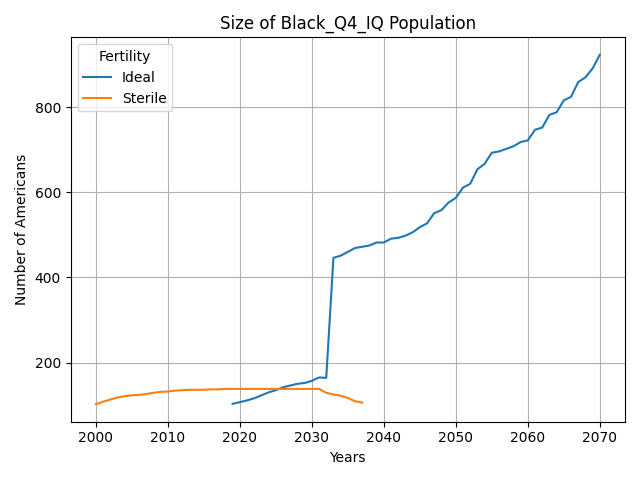 Size of Black_Q4_IQ Population
Fertility
Ideal
Sterile
Number of Americans
800
600
400
200
2000 2010 2020 2030 2040 2050 2060 2070
Years